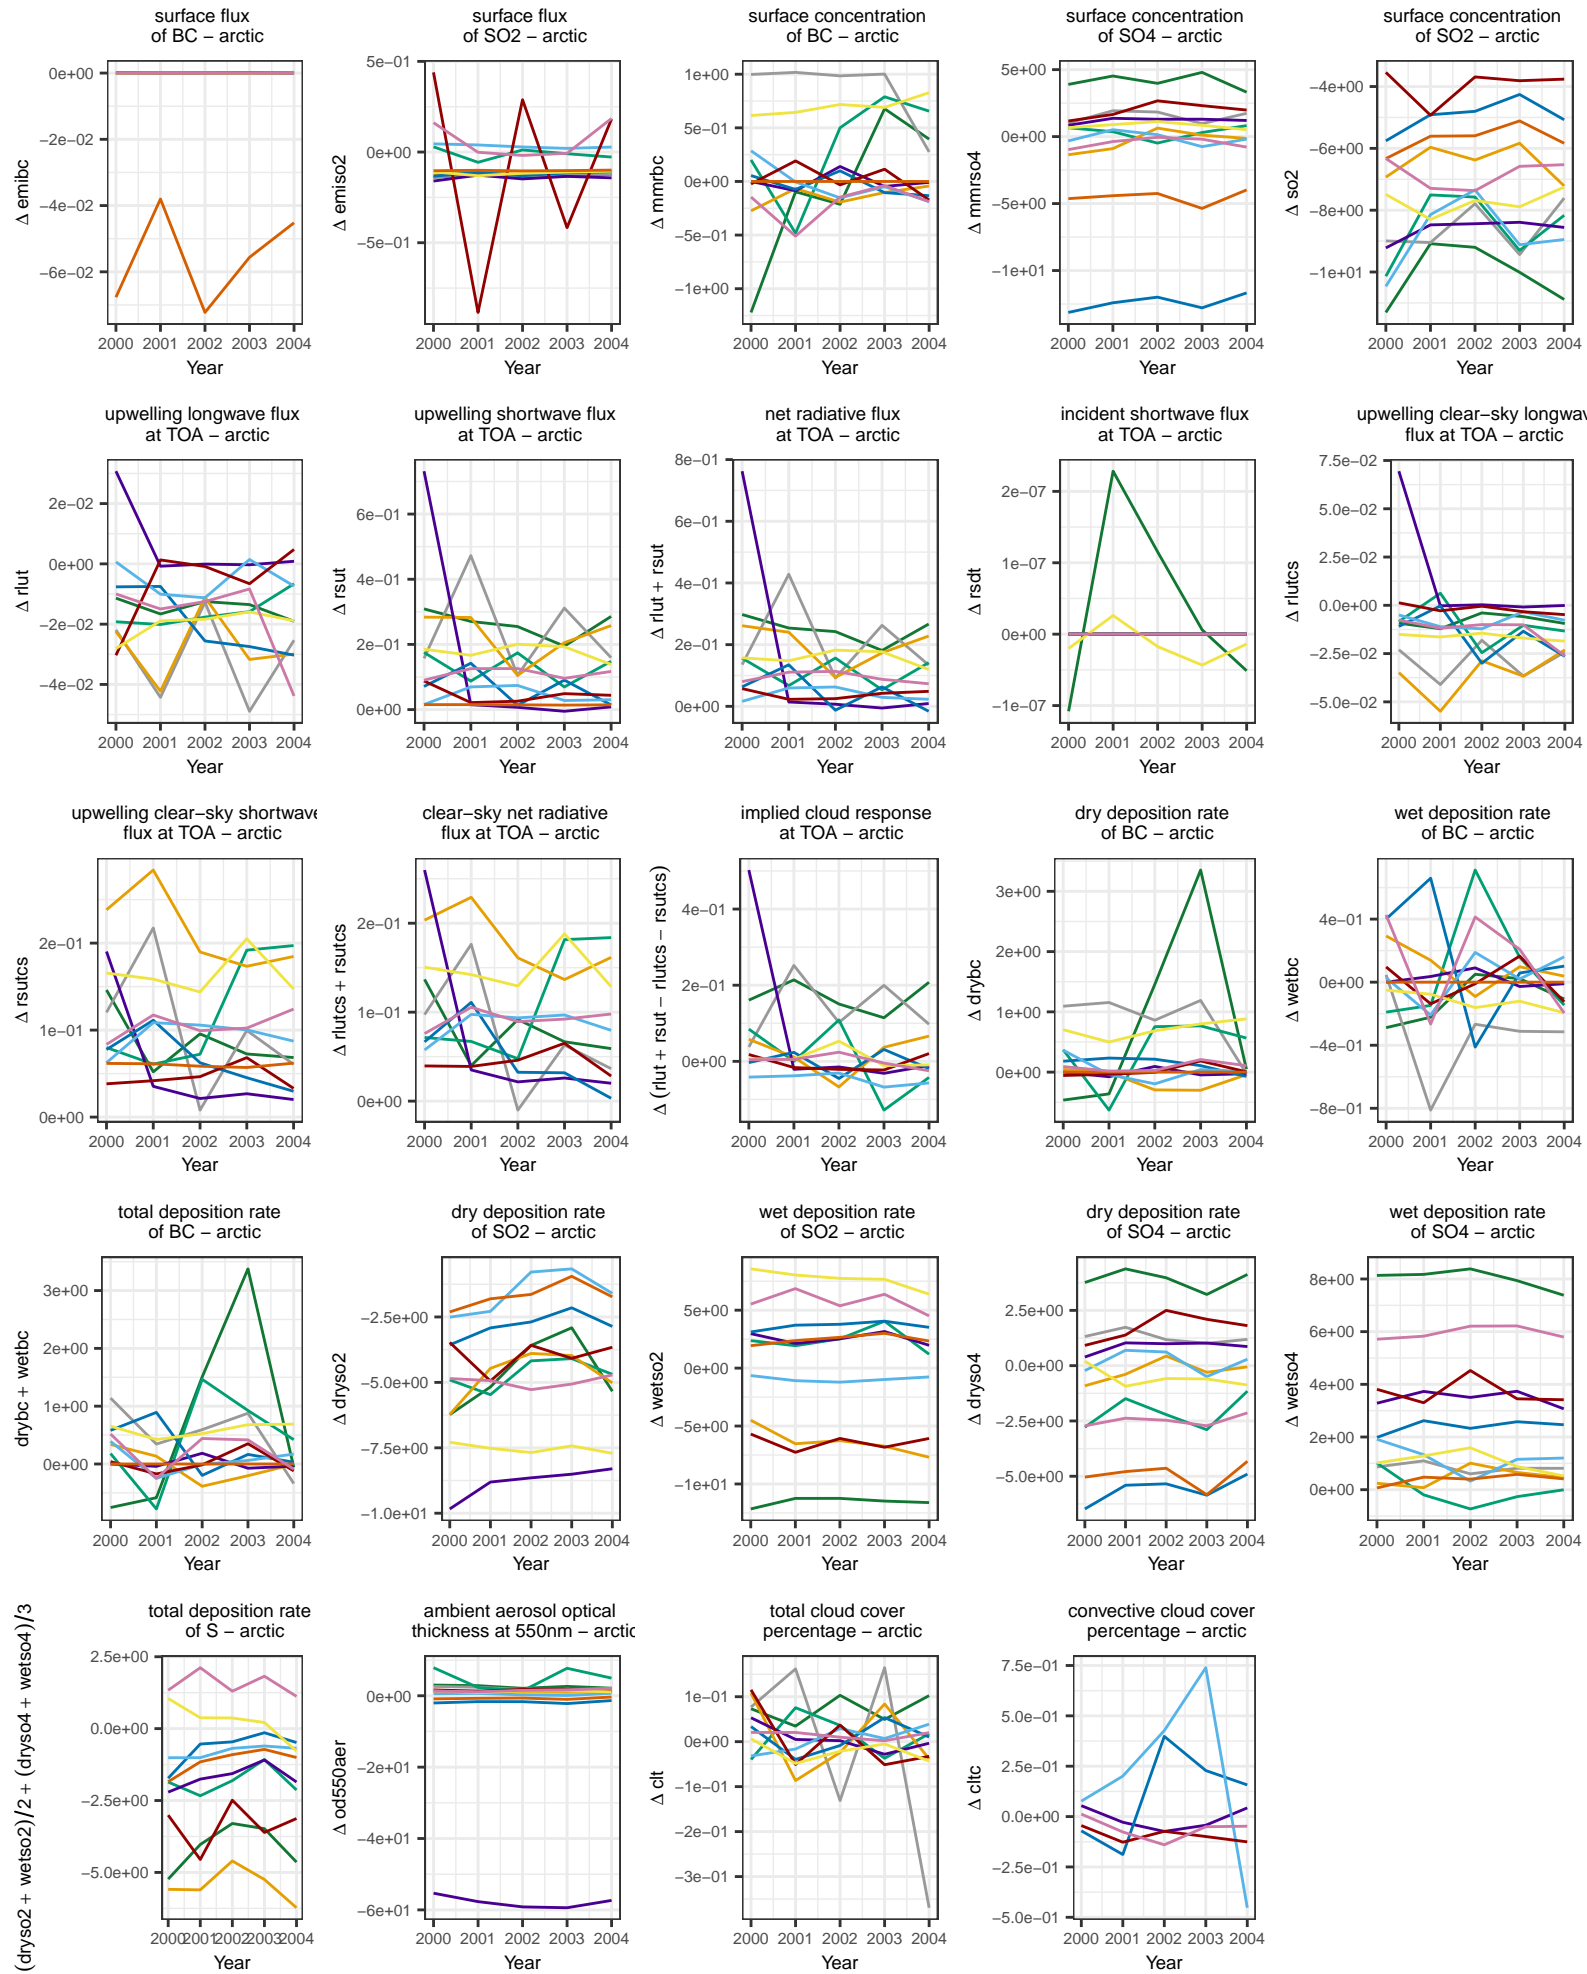 surface flux
of BC − arctic
Δ emibc
0e+00
−2e−02
−4e−02
−6e−02
2000 2001 2002 2003 2004
Year
surface flux
of SO2 − arctic
Δ emiso2
5e−01
0e+00
−5e−01
2000 2001 2002 2003 2004
Year
surface concentration
of BC − arctic
Δ mmrbc
1e+00
5e−01
0e+00
−5e−01
−1e+00
2000 2001 2002 2003 2004
Year
surface concentration
of SO4 − arctic
Δ mmrso4
5e+00
0e+00
−5e+00
−1e+01
2000 2001 2002 2003 2004
Year
surface concentration
of SO2 − arctic
Δ so2
−4e+00
−6e+00
−8e+00
−1e+01
2000 2001 2002 2003 2004
Year
upwelling longwave flux
at TOA − arctic
Δ rlut
2e−02
0e+00
−2e−02
−4e−02
2000 2001 2002 2003 2004
Year
upwelling shortwave flux
at TOA − arctic
Δ rsut
6e−01
4e−01
2e−01
0e+00
2000 2001 2002 2003 2004
Year
net radiative flux
at TOA − arctic
Δ rlut + rsut
8e−01
6e−01
4e−01
2e−01
0e+00
2000 2001 2002 2003 2004
Year
incident shortwave flux
at TOA − arctic
Δ rsdt
2e−07
1e−07
0e+00
−1e−07
2000 2001 2002 2003 2004
Year
upwelling clear−sky longwav
flux at TOA − arctic
Δ rlutcs
7.5e−02
5.0e−02
2.5e−02
0.0e+00
−2.5e−02
−5.0e−02
2000 2001 2002 2003 2004
Year
upwelling clear−sky shortwave
flux at TOA − arctic
Δ rsutcs
2e−01
1e−01
0e+00
2000 2001 2002 2003 2004
Year
clear−sky net radiative
flux at TOA − arctic
Δ rlutcs + rsutcs
2e−01
1e−01
0e+00
2000 2001 2002 2003 2004
Year
implied cloud response
at TOA − arctic
Δ (rlut + rsut − rlutcs − rsutcs)
4e−01
2e−01
0e+00
2000 2001 2002 2003 2004
Year
dry deposition rate
of BC − arctic
Δ drybc
3e+00
2e+00
1e+00
0e+00
2000 2001 2002 2003 2004
Year
wet deposition rate
of BC − arctic
Δ wetbc
4e−01
0e+00
−4e−01
−8e−01
2000 2001 2002 2003 2004
Year
total deposition rate
of BC − arctic
drybc + wetbc
3e+00
2e+00
1e+00
0e+00
2000 2001 2002 2003 2004
Year
dry deposition rate
of SO2 − arctic
Δ dryso2
−2.5e+00
−5.0e+00
−7.5e+00
−1.0e+01
2000 2001 2002 2003 2004
Year
wet deposition rate
of SO2 − arctic
Δ wetso2
5e+00
0e+00
−5e+00
−1e+01
2000 2001 2002 2003 2004
Year
dry deposition rate
of SO4 − arctic
Δ dryso4
2.5e+00
0.0e+00
−2.5e+00
−5.0e+00
2000 2001 2002 2003 2004
Year
wet deposition rate
of SO4 − arctic
Δ wetso4
8e+00
6e+00
4e+00
2e+00
0e+00
2000 2001 2002 2003 2004
Year
total deposition rate
of S − arctic
(dryso2 + wetso2)/2 + (dryso4 + wetso4)/3
2.5e+00
0.0e+00
−2.5e+00
−5.0e+00
2000 2001 2002 2003 2004
Year
ambient aerosol optical
thickness at 550nm − arctic
Δ od550aer
0e+00
−2e+01
−4e+01
−6e+01
2000 2001 2002 2003 2004
Year
total cloud cover
percentage − arctic
Δ clt
1e−01
0e+00
−1e−01
−2e−01
−3e−01
2000 2001 2002 2003 2004
Year
convective cloud cover
percentage − arctic
Δ cltc
7.5e−01
5.0e−01
2.5e−01
0.0e+00
−2.5e−01
−5.0e−01
2000 2001 2002 2003 2004
Year